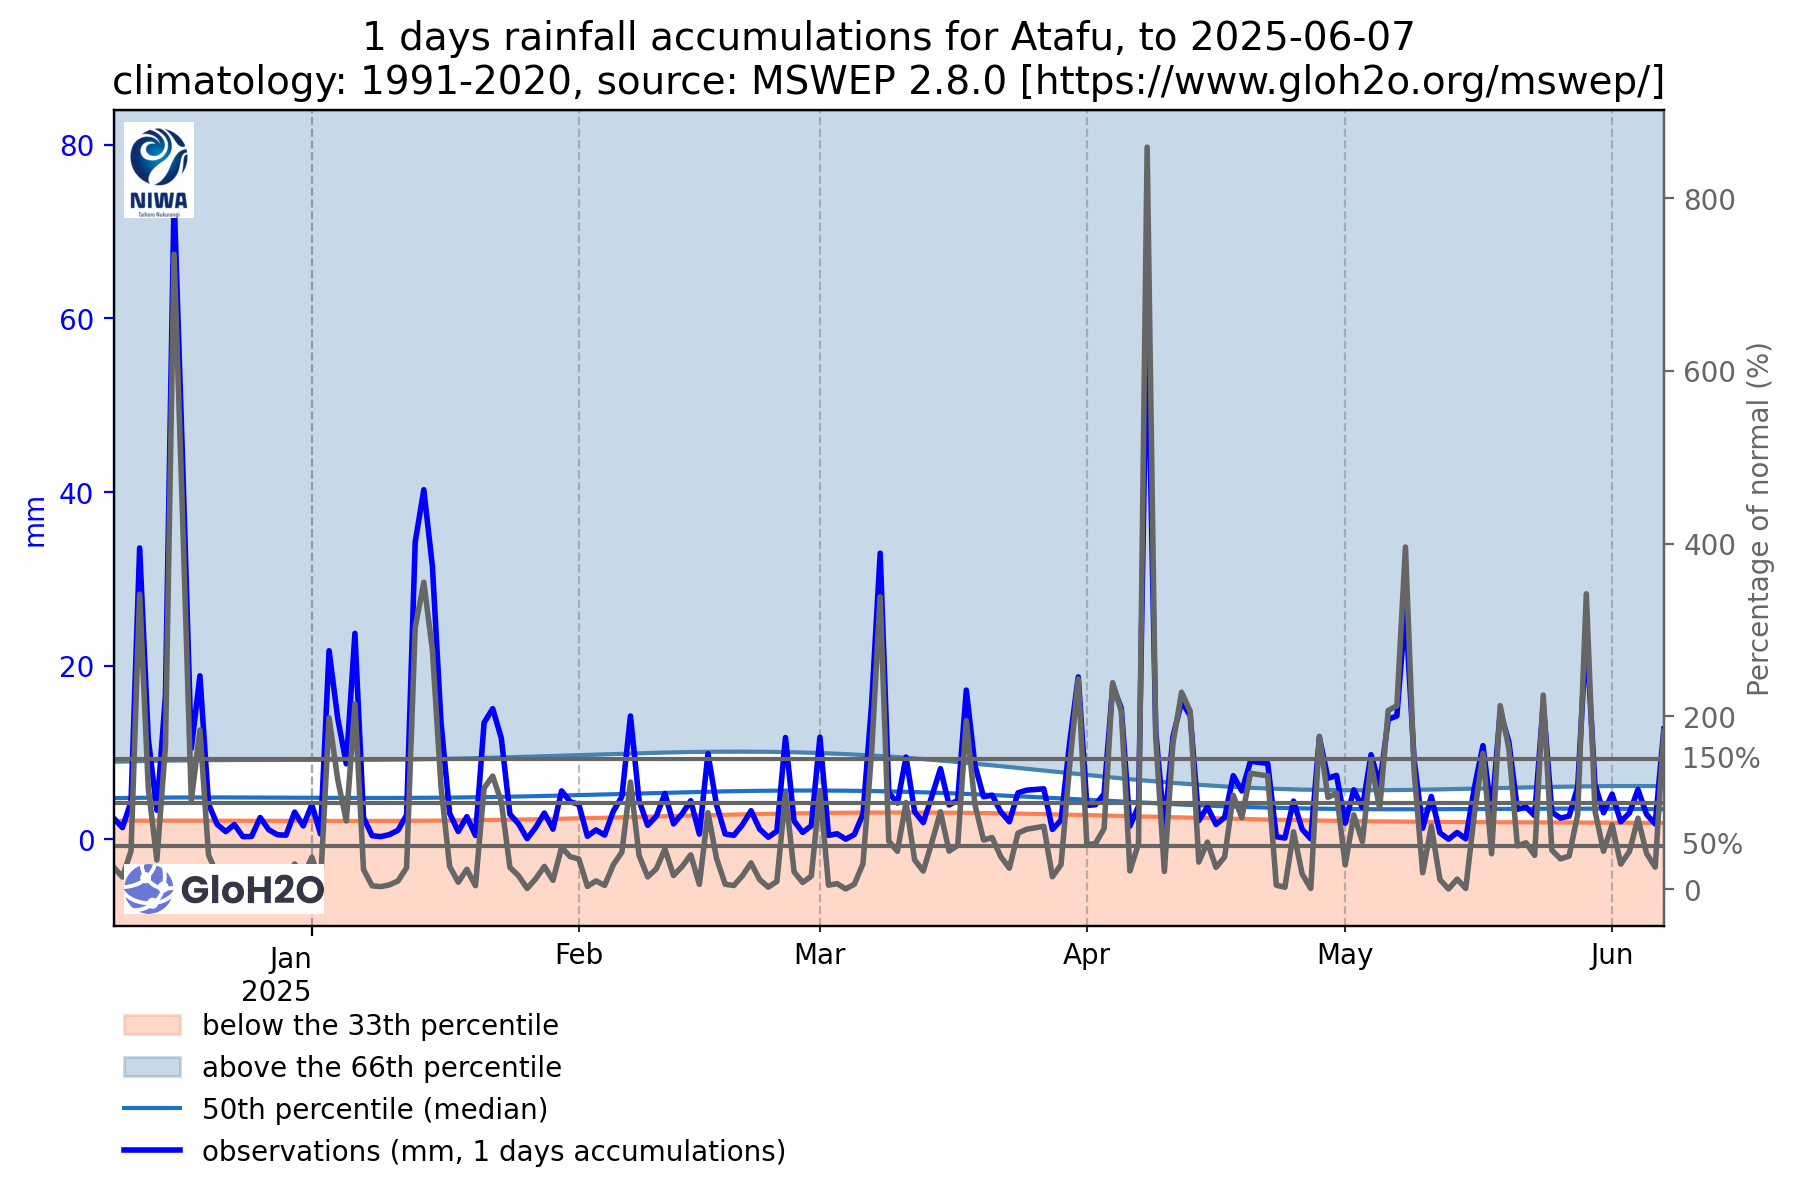 1 days rainfall accumulations for Atafu, to 2025-06-07
climatology: 1991-2020, source: MSWEP 2.8.0 [https://www.gloh2o.org/mswep/]
80
60
40
20
0
mm
NIWA
Taihoro Nukurangi
GloH2O
800
600
400
200
150%
50%
0
Percentage of normal (%)
Jan
2025
Feb
Mar
Apr
May
Jun
below the 33th percentile
above the 66th percentile
50th percentile (median)
observations (mm, 1 days accumulations)